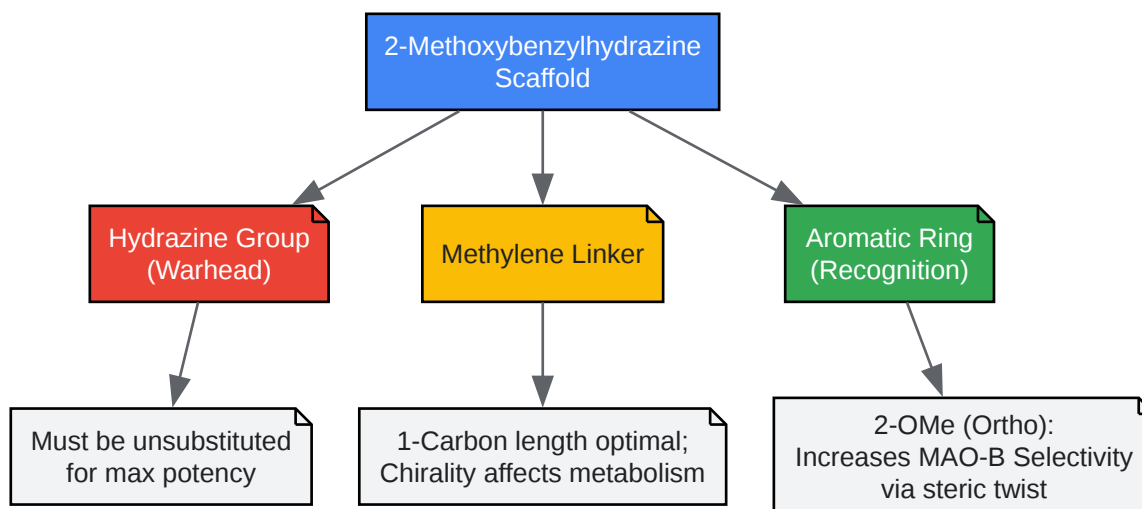 2-Methoxybenzylhydrazine
Scaffold
Hydrazine Group
(Warhead)
Methylene Linker
Aromatic Ring
(Recognition)
Must be unsubstituted
for max potency
1-Carbon length optimal;
Chirality affects metabolism
2-OMe (Ortho):
Increases MAO-B Selectivity
via steric twist